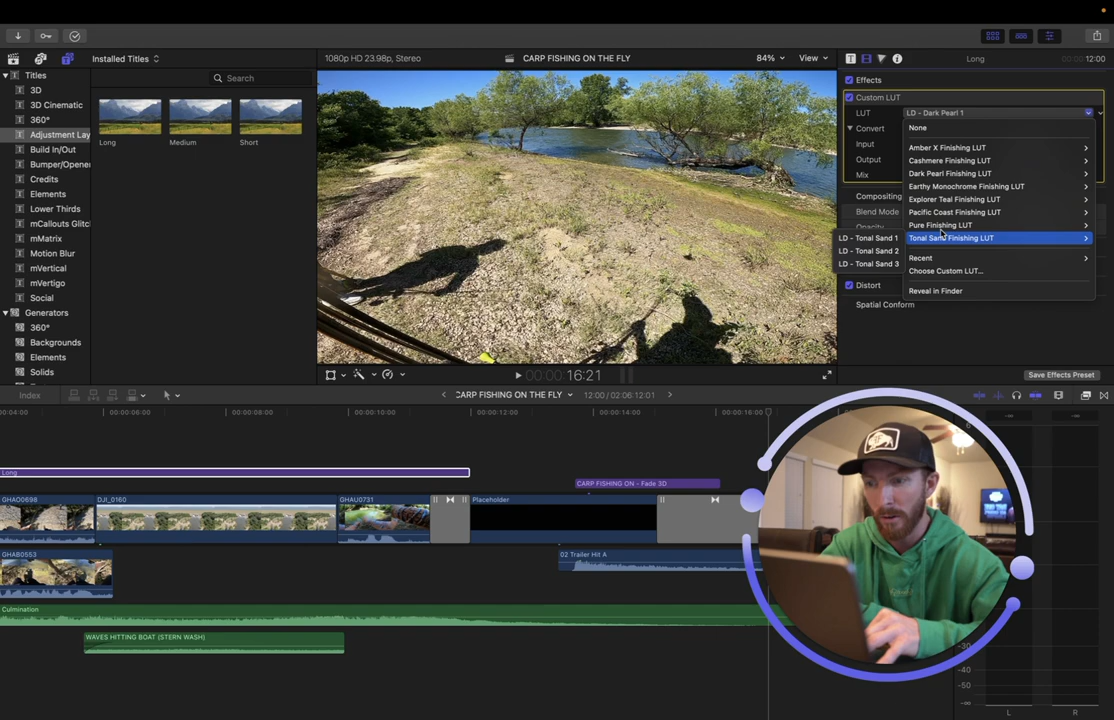 Installed Titles
1080p HD 23.98p, Stereo
CARP FISHING ON THE FLY
84%
View
Long
12:00
Titles
3D
3D Cinematic
360°
Adjustment Lay
Build In/Out
Bumper/Opener
Credits
Elements
Lower Thirds
mCallouts Glitc
mMatrix
Motion Blur
mVertical
mVertigo
Social
Generators
360°
Backgrounds
Elements
Solids
Search
Long
Medium
Short
Effects
Custom LUT
LUT
LD - Dark Pearl 1
Convert
Input
Output
Mix
Compositing
Blend Mode
Opacity
Distort
Spatial Conform
None
Amber X Finishing LUT
Cashmere Finishing LUT
Dark Pearl Finishing LUT
Earthy Monochrome Finishing LUT
Explorer Teal Finishing LUT
Pacific Coast Finishing LUT
Pure Finishing LUT
Tonal Sand Finishing LUT
Recent
Choose Custom LUT...
Reveal in Finder
LD - Tonal Sand 1
LD - Tonal Sand 2
LD - Tonal Sand 3
00:00:16:21
Save Effects Preset
Index
CARP FISHING ON THE FLY
12:00 / 02:06:12:01
00:04:00
00:00:06:00
00:00:08:00
00:00:10:00
00:00:12:00
00:00:14:00
00:00:16:00
Long
CARP FISHING ON - Fade 3D
GHAO0698
DJI_0160
GHAU0731
Placeholder
GHAB0553
02 Trailer Hit A
Culmination
WAVES HITTING BOAT (STERN WASH)
6
-30
-40
-50
-∞
L
R